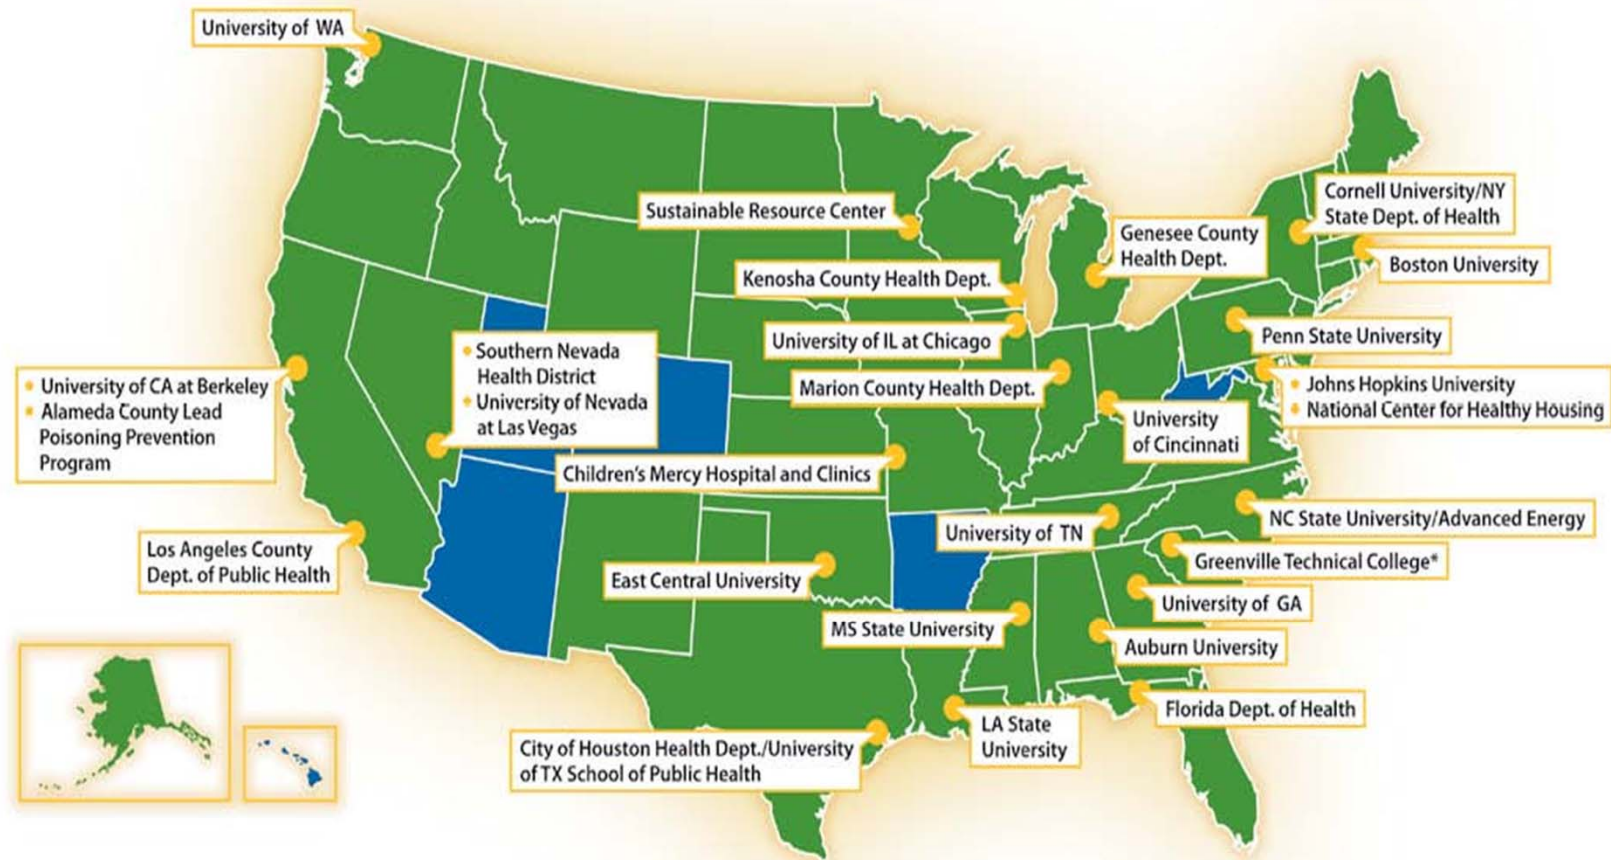 University of WA
Sustainable Resource Center
Cornell University/NY
State Dept. of Health
Genesee County
Health Dept.
Boston University
Kenosha County Health Dept.
University of IL at Chicago
Penn State University
Southern Nevada
Health District
University of Nevada
at Las Vegas
Marion County Health Dept.
University of CA at Berkeley
Alameda County Lead
Poisoning Prevention
Program
Johns Hopkins University
National Center for Healthy Housing
University
of Cincinnati
Children's Mercy Hospital and Clinics
NC State University/Advanced Energy
University of TN
Los Angeles County
Dept. of Public Health
Greenville Technical College*
East Central University
University of GA
MS State University
Auburn University
Florida Dept. of Health
LA State
University
City of Houston Health Dept./University
of TX School of Public Health